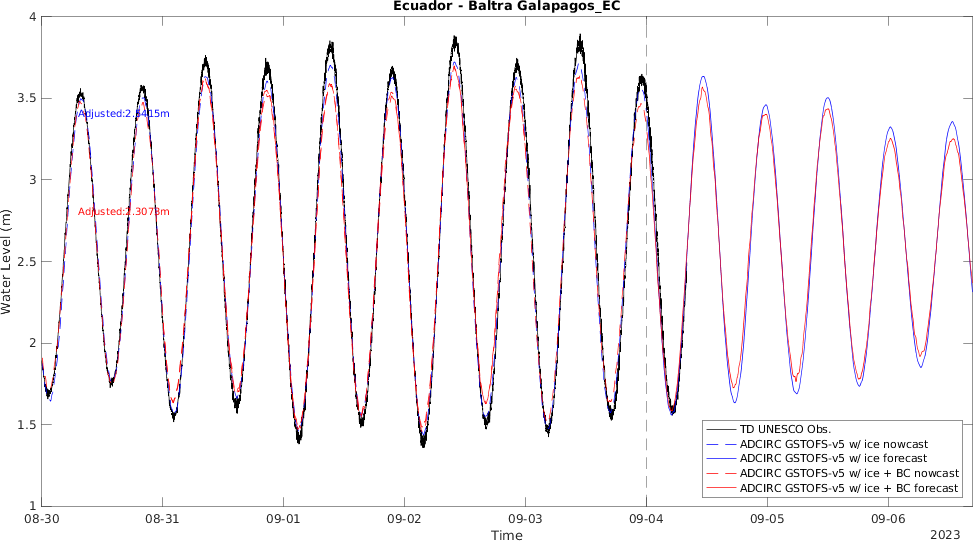 Ecuador - Baltra Galapagos_EC
Water Level (m)
4
3.5
3
2.5
2
1.5
1
Adjusted:2.3073m
TD UNESCO Obs.
ADCIRC GSTOFS-v5 w/ ice nowcast
ADCIRC GSTOFS-v5 w/ ice forecast
ADCIRC GSTOFS-v5 w/ ice + BC nowcast
ADCIRC GSTOFS-v5 w/ ice + BC forecast
08-30
08-31
09-01
09-02
09-03
09-04
09-05
09-06
Time
2023